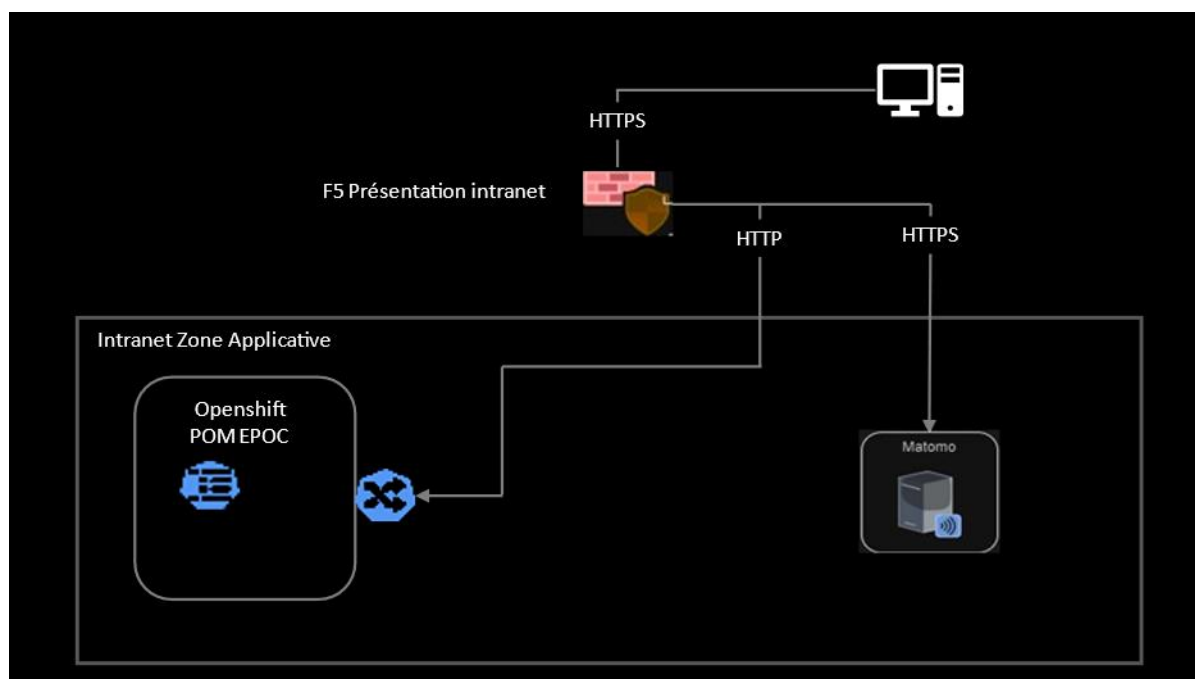 HTTPS
F5 Présentation intranet
HTTP
HTTPS
Intranet Zone Applicative
Openshift
POM EPOC
Matomo